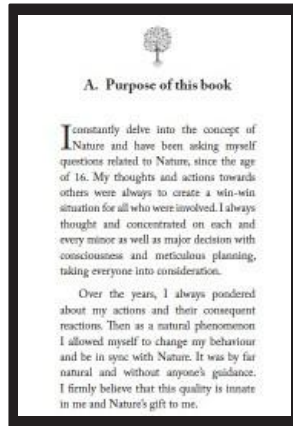 A. Purpose of this book
I constantly delve into the concept of
Nature and have been asking myself
questions related to Nature, since the age
of 16. My thoughts and actions towards
others were always to create a win-win
situation for all who were involved. I always
thought and concentrated on each and
every minor as well as major decision with
consciousness and meticulous planning,
taking everyone into consideration.
Over the years, I always pondered
about my actions and their consequent
reactions. Then as a natural phenomenon
I allowed myself to change my behaviour
and be in sync with Nature. It was by far
natural and without anyone's guidance.
I firmly believe that this quality is innate
in me and Nature's gift to me.